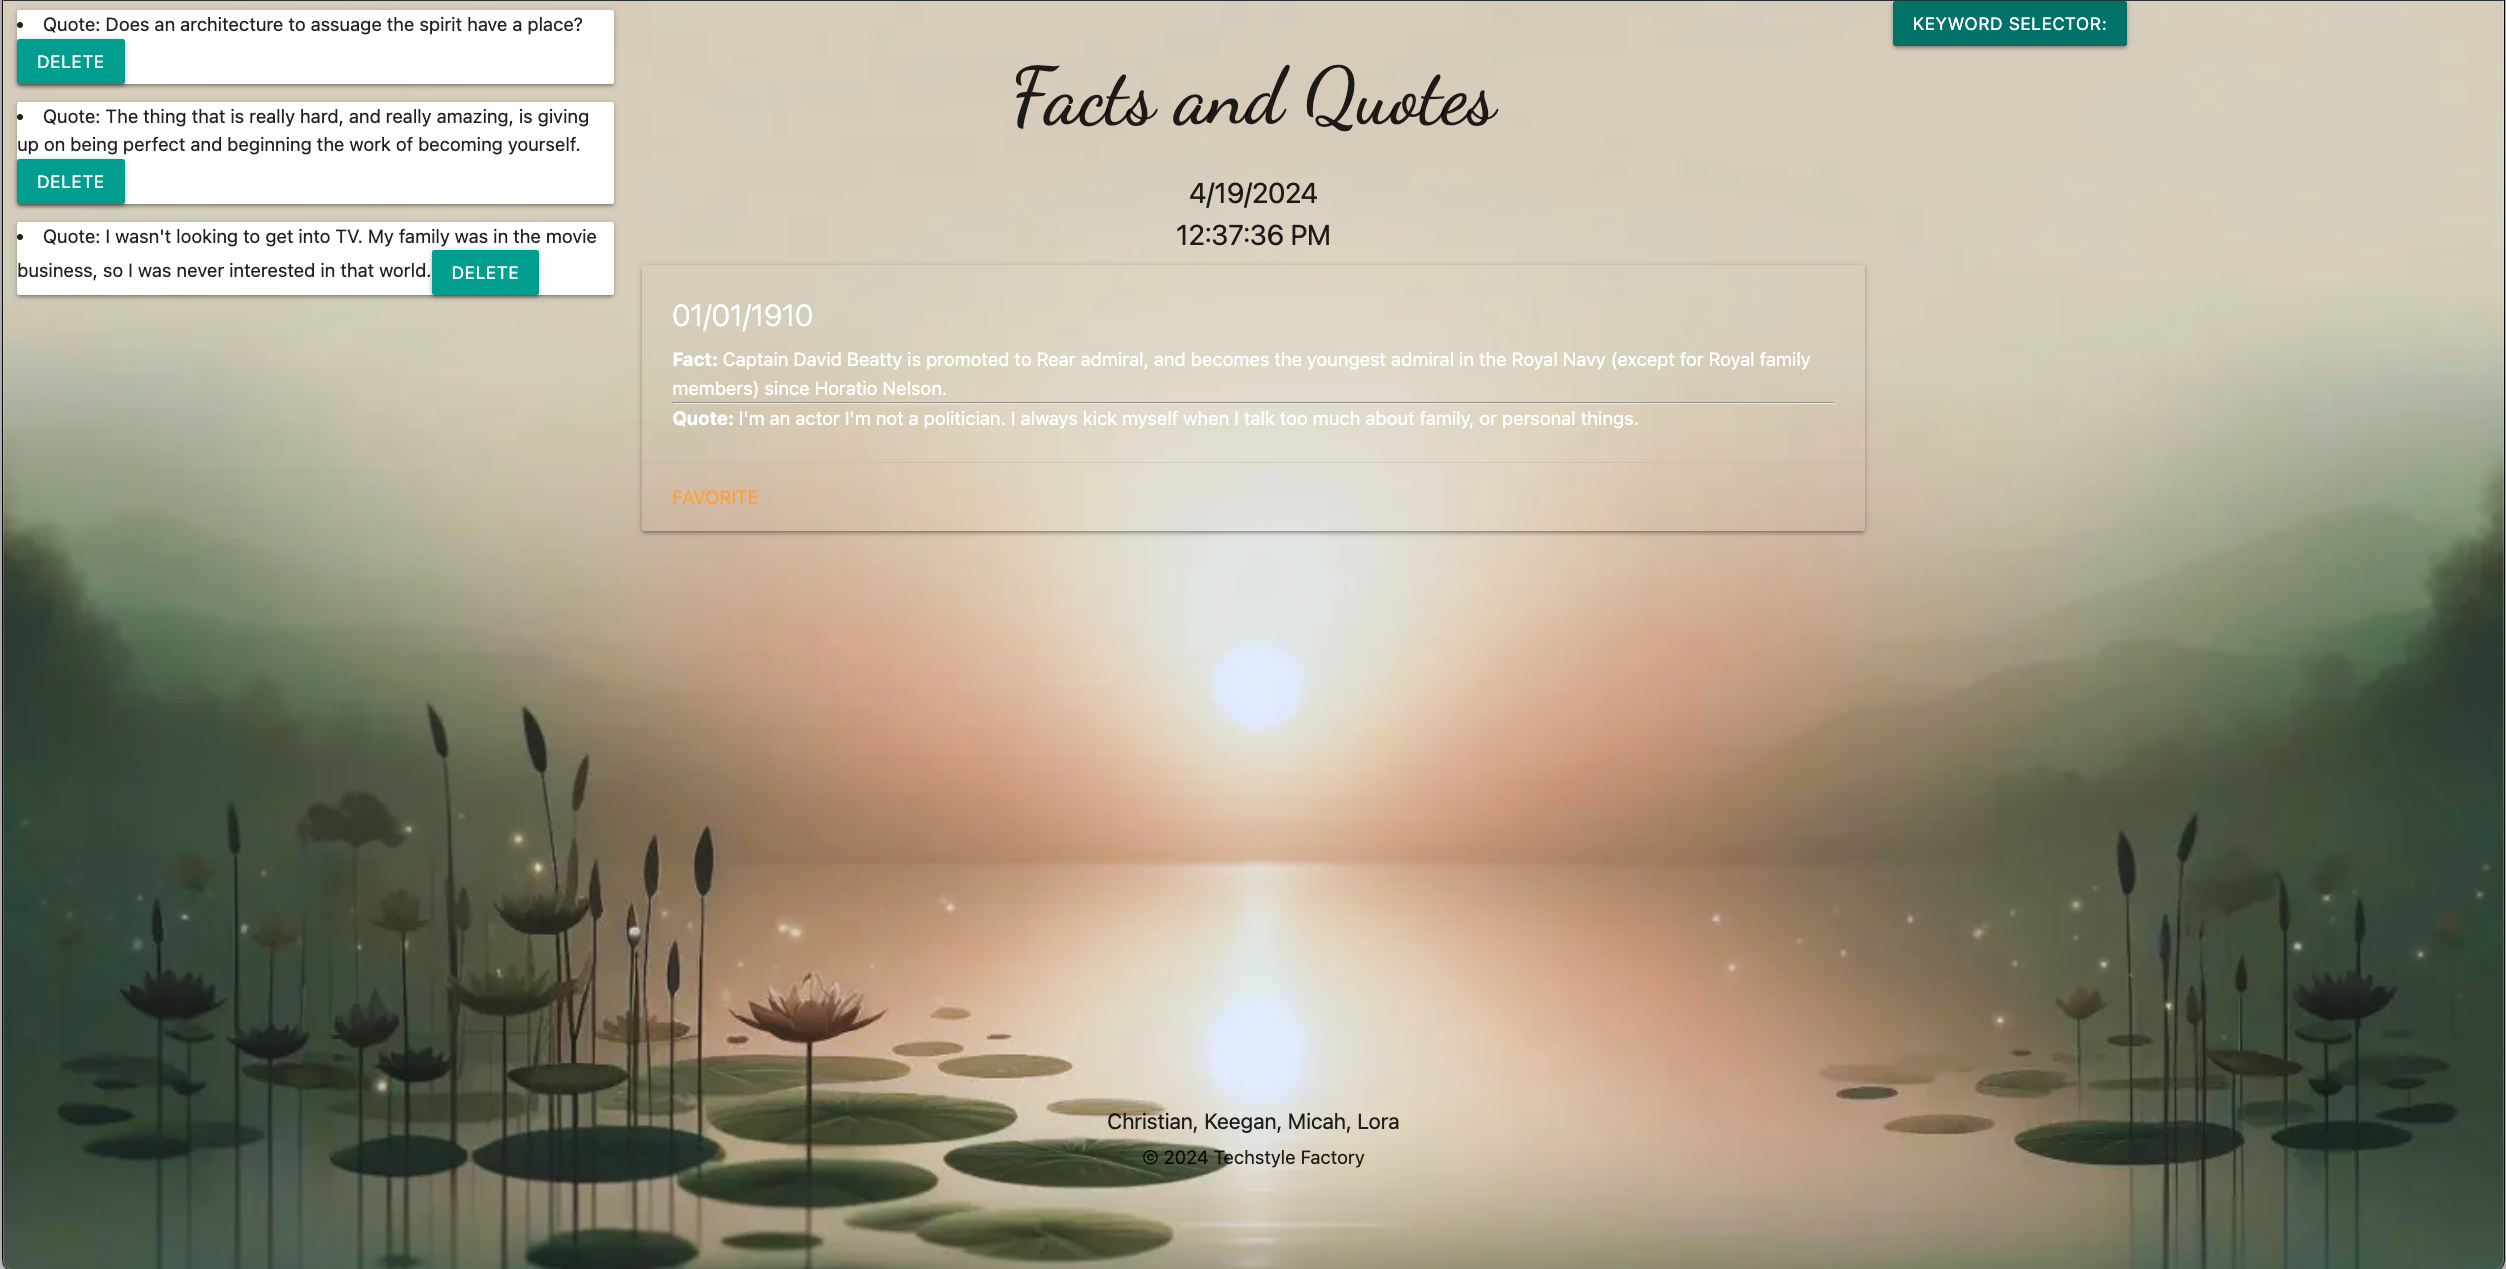 • Quote: Does an architecture to assuage the spirit have a place?
DELETE
• Quote: The thing that is really hard, and really amazing, is giving
up on being perfect and beginning the work of becoming yourself.
DELETE
• Quote: I wasn't looking to get into TV. My family was in the movie
business, so I was never interested in that world. DELETE
Facts and Quotes
4/19/2024
12:37:36 PM
01/01/1910
Fact: Captain David Beatty is promoted to Rear admiral, and becomes the youngest admiral in the Royal Navy (except for Royal family
members) since Horatio Nelson.
Quote: I'm an actor I'm not a politician. I always kick myself when I talk too much about family, or personal things.
FAVORITE
KEYWORD SELECTOR:
Christian, Keegan, Micah, Lora
© 2024 Techstyle Factory